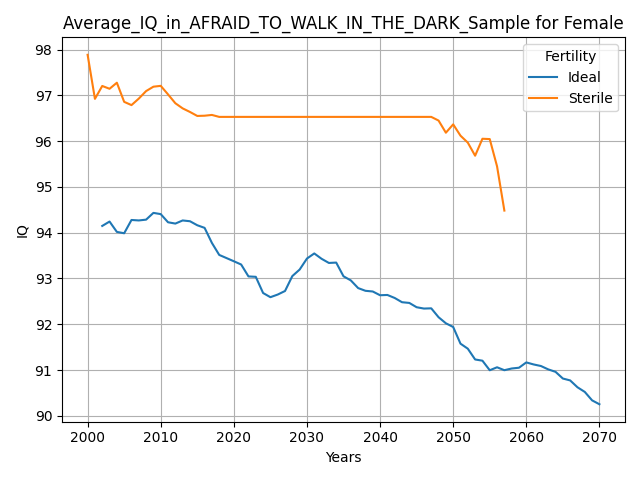 Average_IQ_in_AFRAID_TO_WALK_IN_THE_DARK_Sample for Female
Fertility
Ideal
Sterile
IQ
98
97
96
95
94
93
92
91
90
2000 2010 2020 2030 2040 2050 2060 2070
Years